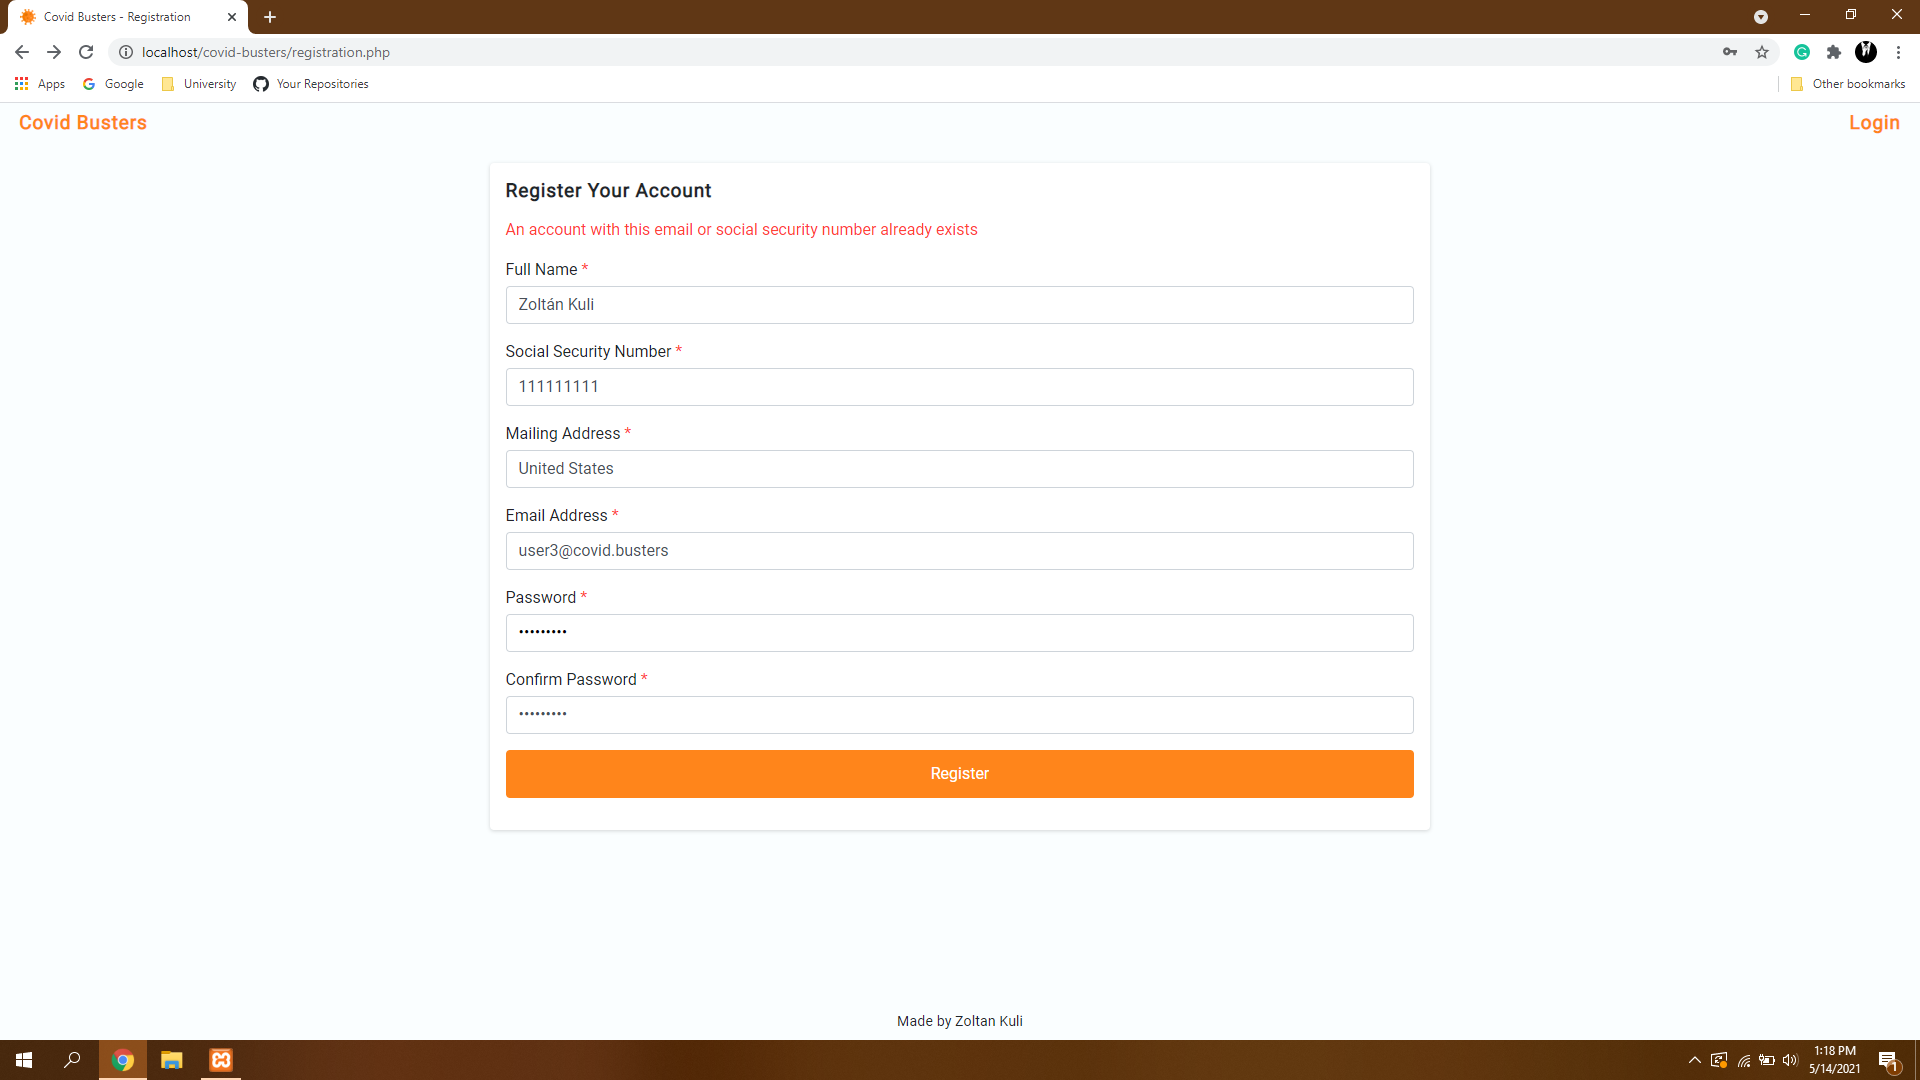 Covid Busters - Registration
localhost/covid-busters/registration.php
Apps Google University Your Repositories Other bookmarks
Covid Busters Login
Register Your Account
An account with this email or social security number already exists
Full Name *
Zoltán Kuli
Social Security Number *
111111111
Mailing Address *
United States
Email Address *
user3@covid.busters
Password *
•••••••••
Confirm Password *
•••••••••
Register
Made by Zoltan Kuli
1:18 PM
5/14/2021
1